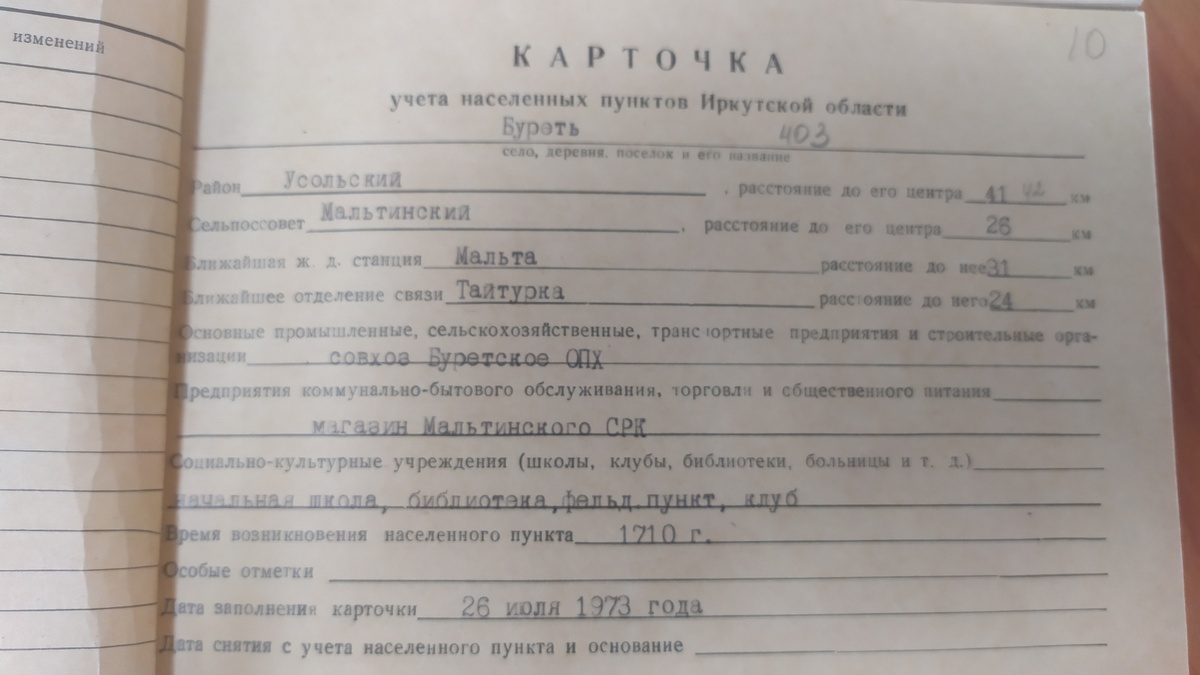 изменений
10
КАРТОЧКА
учета населенных пунктов Иркутской области
Буреть 403
село, деревня, поселок и его название
Район Усольский , расстояние до его центра 41 42 км
Сельпоссовет Мальтинский , расстояние до его центра 26 км
Ближайшая ж. д. станция Мальта расстояние до нее 31 км
Ближайшее отделение связи Тайтурка расстояние до него 24 км
Основные промышленные, сельскохозяйственные, транспортные предприятия и строительные орга-
низации совхоз Буретское ОПХ
Предприятия коммунально-бытового обслуживания, торговли и общественного питания
магазин Мальтинского СРК
Социально-культурные учреждения (школы, клубы, библиотеки, больницы и т. д.)
начальная школа, библиотека, фельд.пункт, клуб
Время возникновения населенного пункта 1710 г.
Особые отметки
Дата заполнения карточки 26 июля 1973 года
Дата снятия с учета населенного пункта и основание